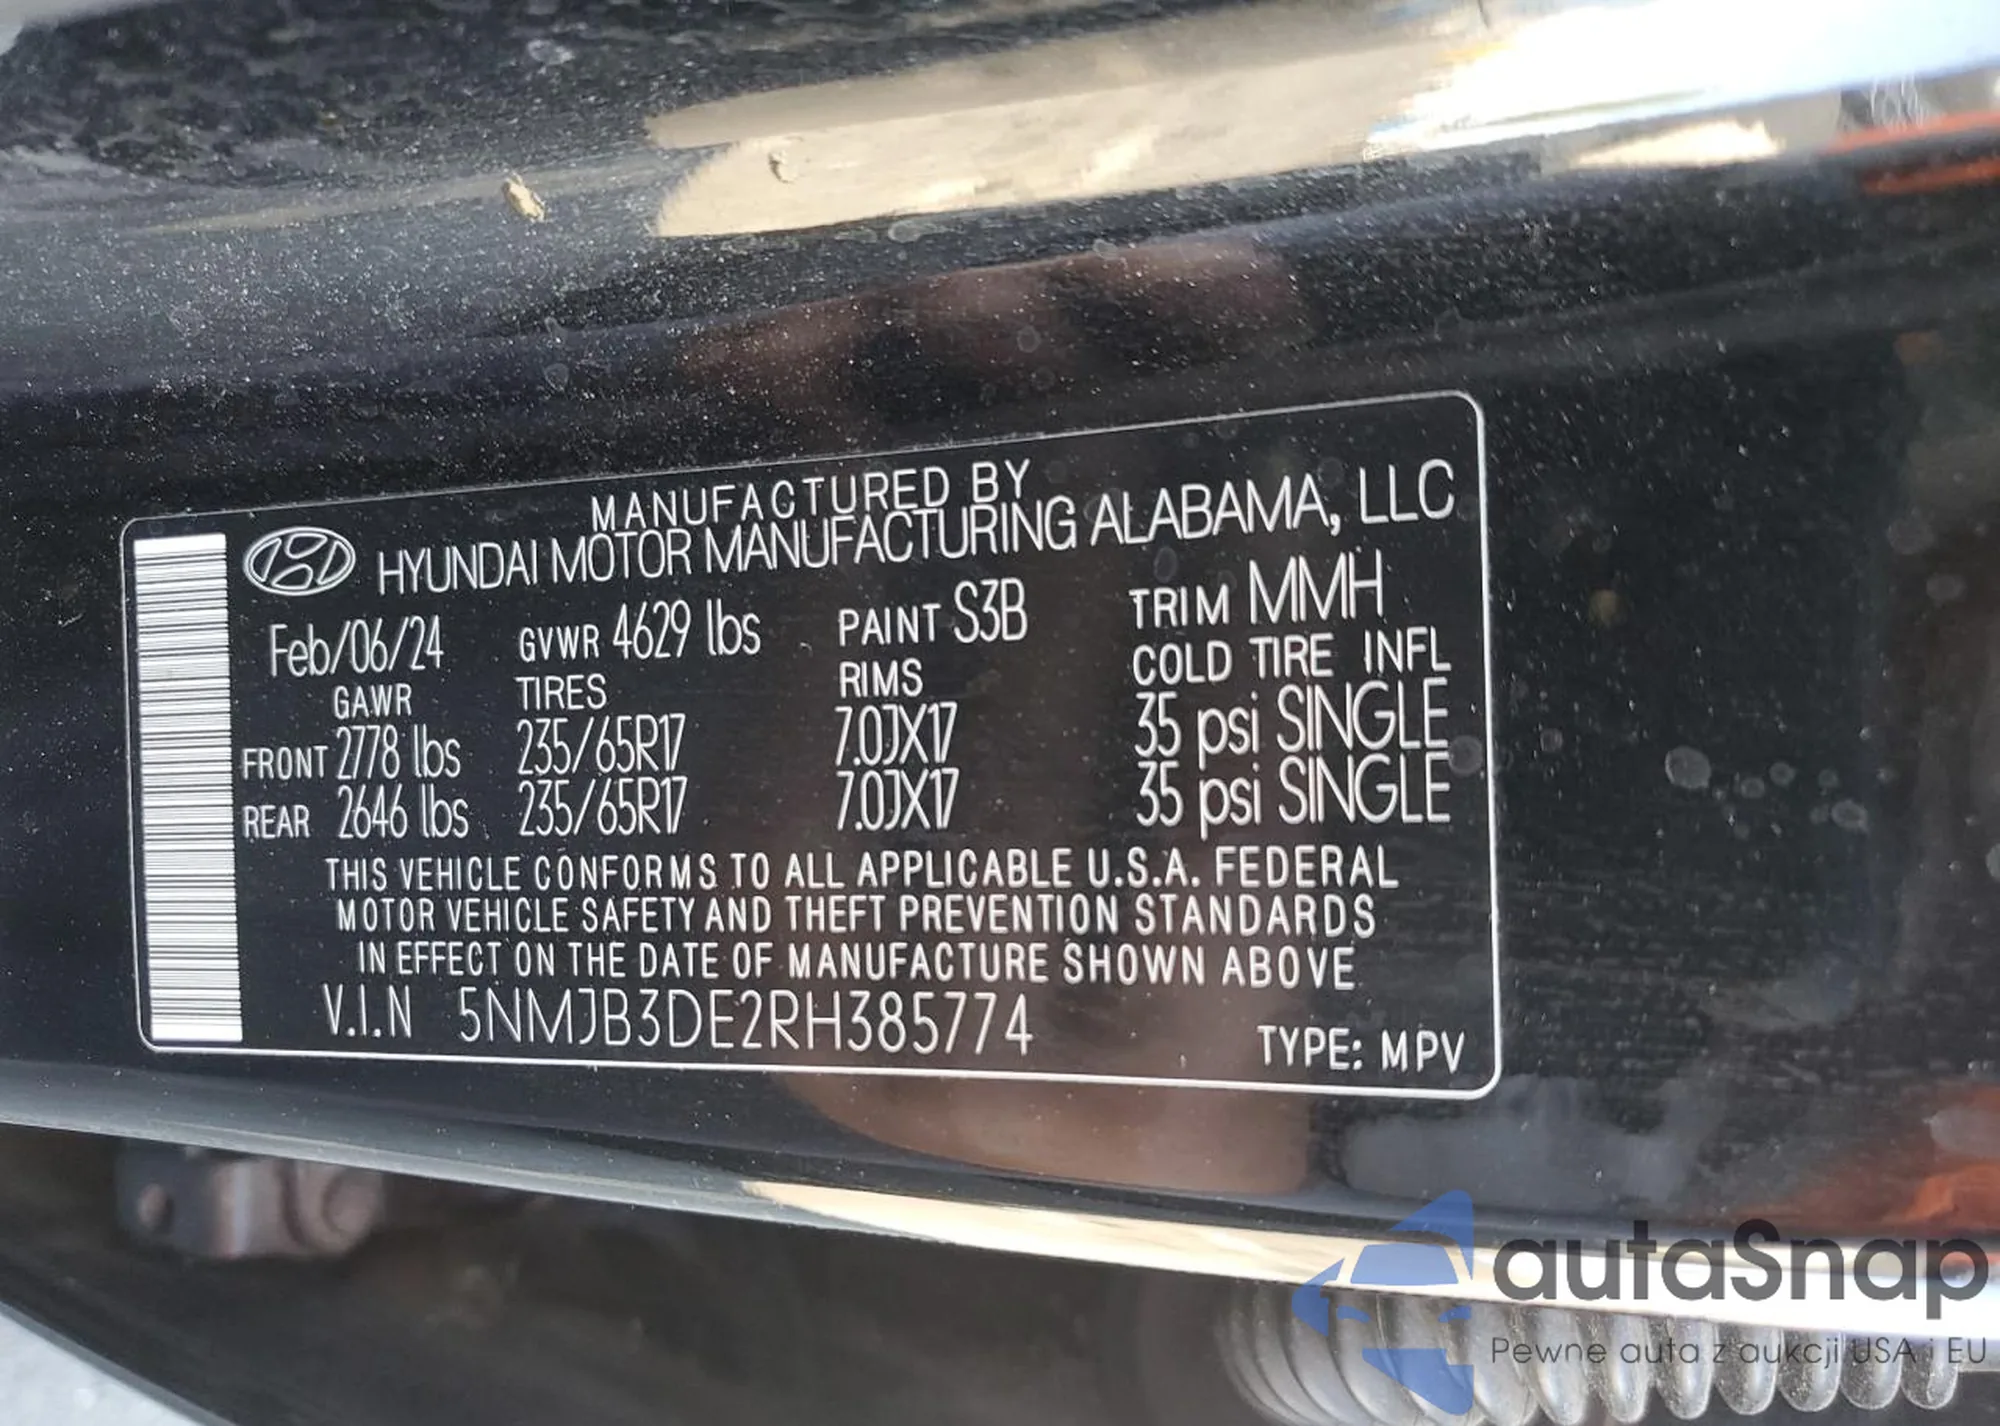 MANUFACTURED BY
HYUNDAI MOTOR MANUFACTURING ALABAMA, LLC
Feb/06/24 GVWR 4629 lbs PAINT S3B TRIM MMH
GAWR TIRES RIMS COLD TIRE INFL
FRONT 2778 lbs 235/65R17 7.0JX17 35 psi SINGLE
REAR 2646 lbs 235/65R17 7.0JX17 35 psi SINGLE
THIS VEHICLE CONFORMS TO ALL APPLICABLE U.S.A. FEDERAL
MOTOR VEHICLE SAFETY AND THEFT PREVENTION STANDARDS
IN EFFECT ON THE DATE OF MANUFACTURE SHOWN ABOVE
V.I.N 5NMJB3DE2RH385774 TYPE: MPV
autaSnap
Pewne auta z aukcji USA i EU